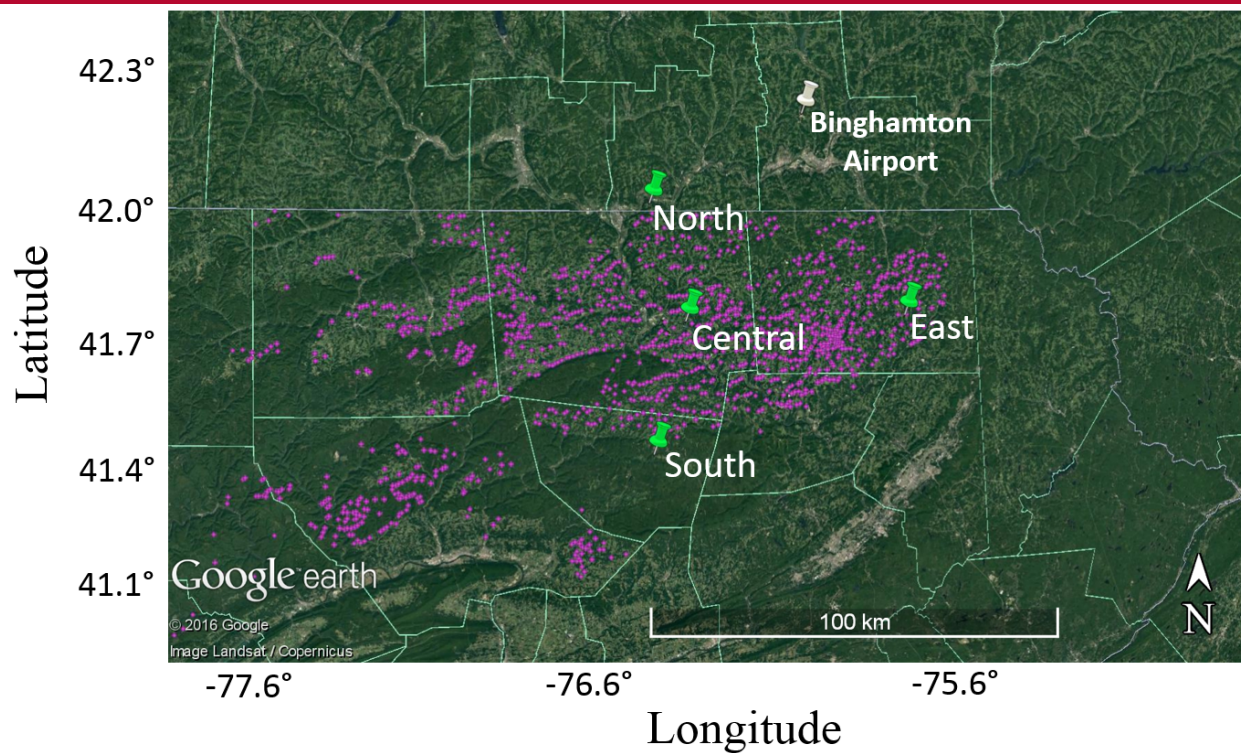 42.3°
42.0°
41.7°
41.4°
41.1°
Latitude
Binghamton
Airport
North
Central
East
South
Google earth
© 2016 Google
Image Landsat / Copernicus
100 km
N
-77.6°
-76.6°
-75.6°
Longitude